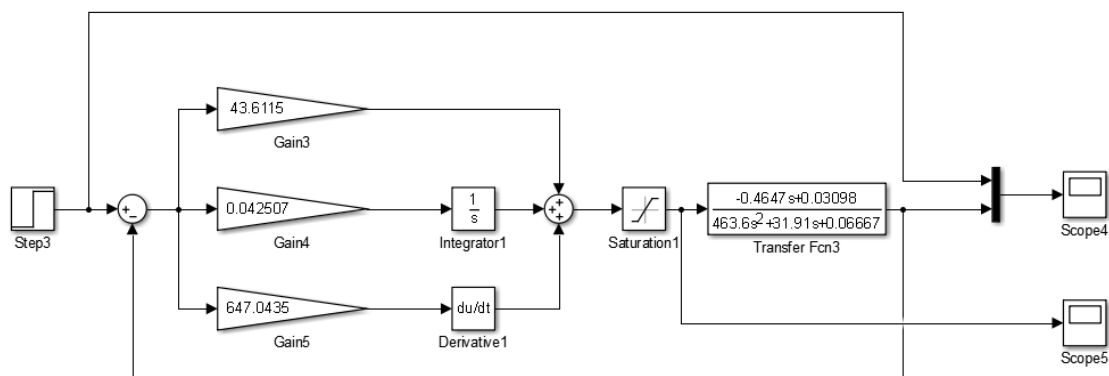 43.6115
Gain3
+
-
Step3
0.042507
Gain4
1
s
Integrator1
+
+
+
Saturation1
-0.4647s+0.03098
463.6s²+31.91s+0.06667
Transfer Fcn3
Scope4
647.0435
Gain5
du/dt
Derivative1
Scope5